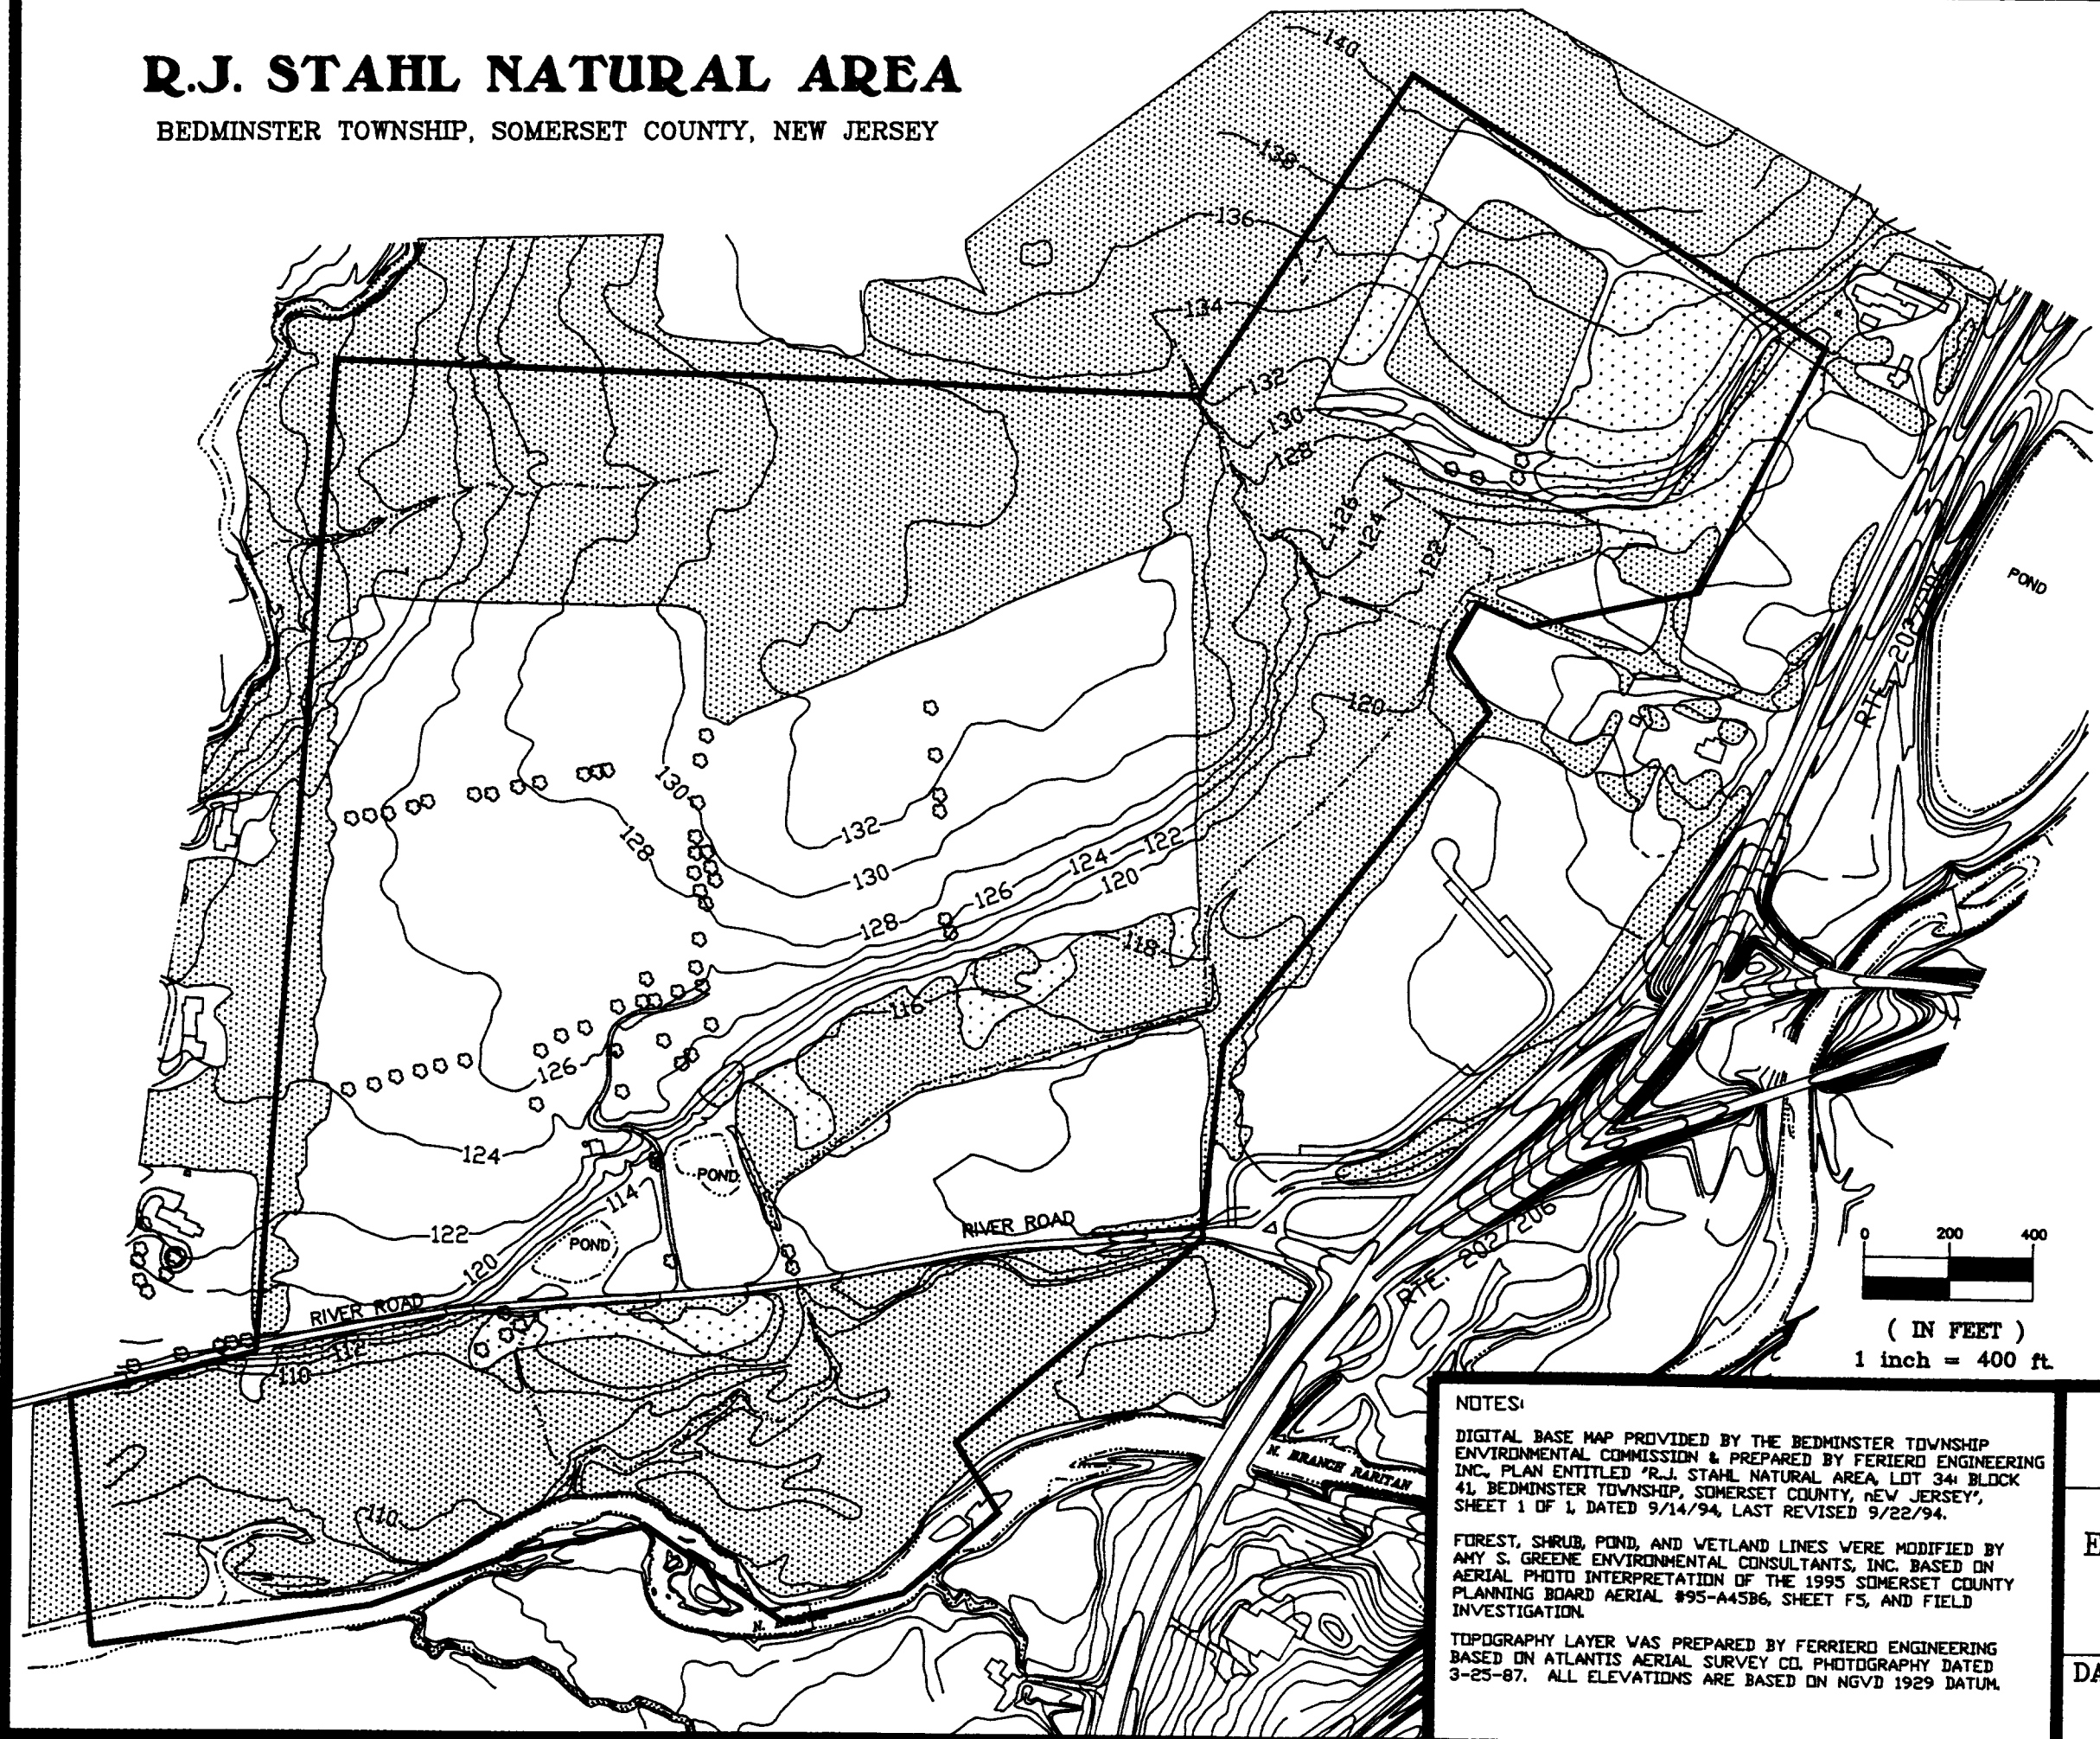 R.J. STAHL NATURAL AREA
BEDMINSTER TOWNSHIP, SOMERSET COUNTY, NEW JERSEY
140
138
136
134
132
130
128
126
124
122
120
POND
RTE. 202/206
130
128
132
130
128
126
124
122
120
118
116
126
124
122
120
114
POND
POND
RIVER ROAD
RIVER ROAD
112
110
110
RTE. 202/206
N. BRANCH RARITAN
N. BRANCH
0 200 400
( IN FEET )
1 inch = 400 ft.
NOTES:
DIGITAL BASE MAP PROVIDED BY THE BEDMINSTER TOWNSHIP
ENVIRONMENTAL COMMISSION & PREPARED BY FERIERO ENGINEERING
INC., PLAN ENTITLED "R.J. STAHL NATURAL AREA, LOT 34: BLOCK
41, BEDMINSTER TOWNSHIP, SOMERSET COUNTY, nEW JERSEY",
SHEET 1 OF 1, DATED 9/14/94, LAST REVISED 9/22/94.
FOREST, SHRUB, POND, AND WETLAND LINES WERE MODIFIED BY
AMY S. GREENE ENVIRONMENTAL CONSULTANTS, INC. BASED ON
AERIAL PHOTO INTERPRETATION OF THE 1995 SOMERSET COUNTY
PLANNING BOARD AERIAL #95-A45B6, SHEET F5, AND FIELD
INVESTIGATION.
TOPOGRAPHY LAYER WAS PREPARED BY FERRIERO ENGINEERING
BASED ON ATLANTIS AERIAL SURVEY CO. PHOTOGRAPHY DATED
3-25-87. ALL ELEVATIONS ARE BASED ON NGVD 1929 DATUM.